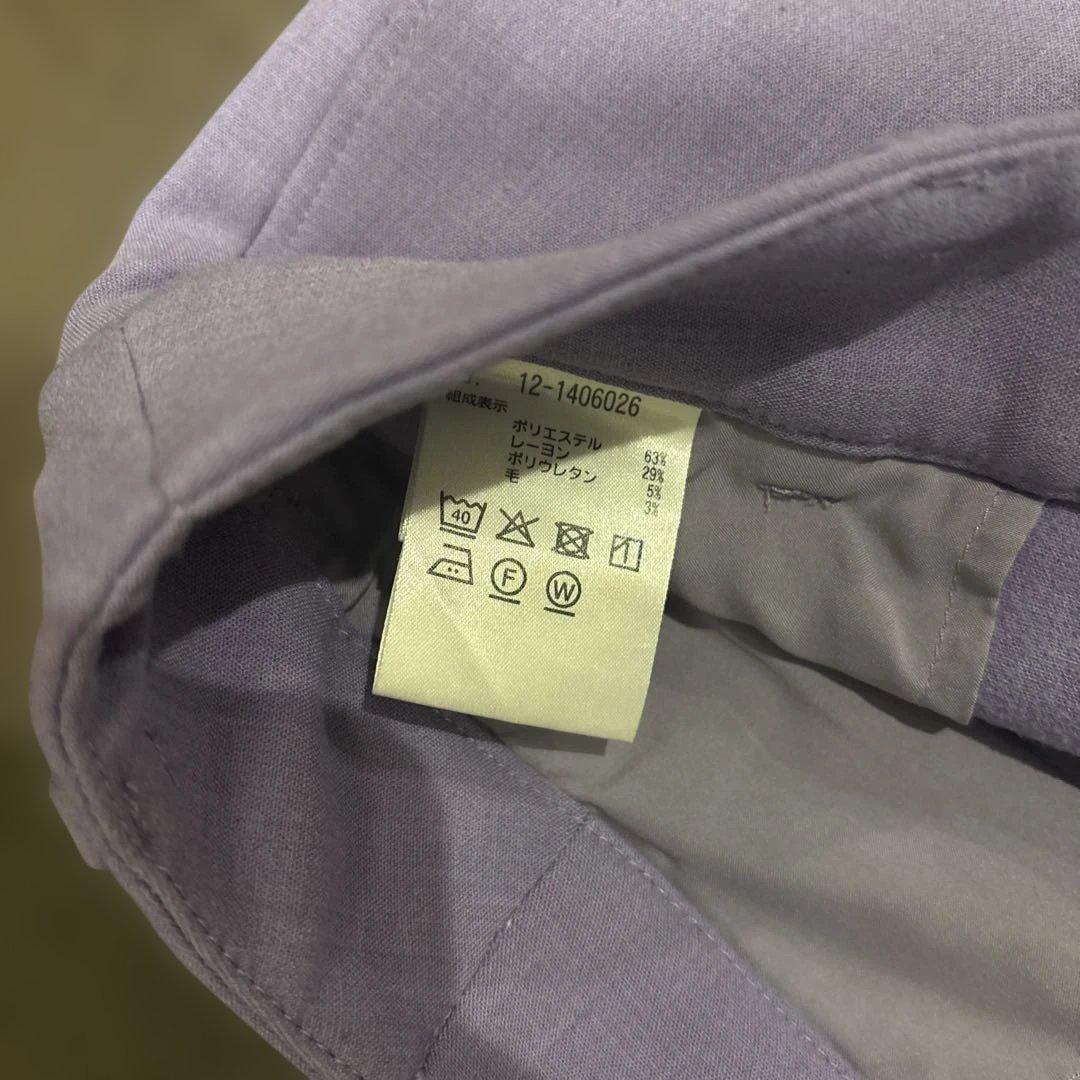 12-1406026
組成表示
ポリエステル 63%
レーヨン 29%
ポリウレタン 5%
毛 3%
40
F W